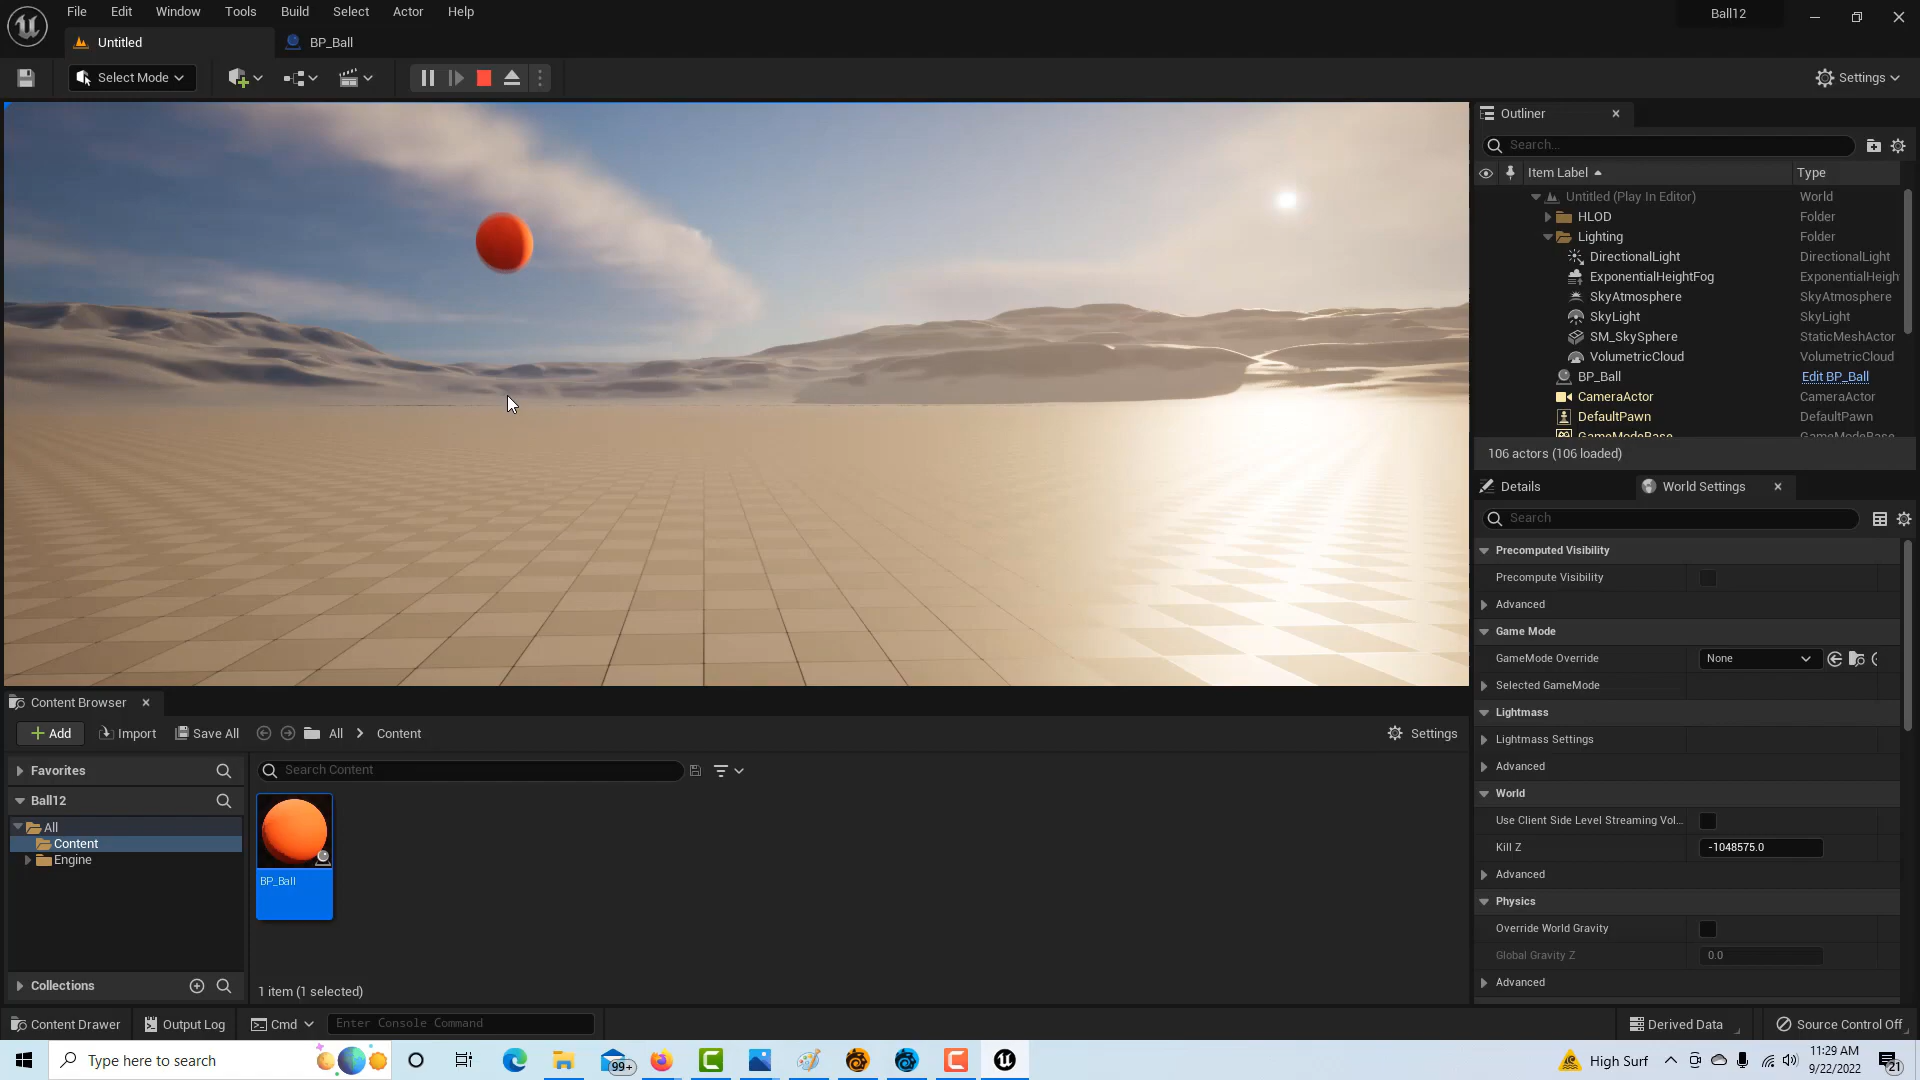 File Edit Window Tools Build Select Actor Help
Ball12
Untitled
BP_Ball
Select Mode
Settings
Outliner
Search...
Item Label
Type
Untitled (Play In Editor) World
HLOD Folder
Lighting Folder
DirectionalLight DirectionalLight
ExponentialHeightFog ExponentialHeigh
SkyAtmosphere SkyAtmosphere
SkyLight SkyLight
SM_SkySphere StaticMeshActor
VolumetricCloud VolumetricCloud
BP_Ball Edit BP_Ball
CameraActor CameraActor
DefaultPawn DefaultPawn
GameModeBase GameModeBase
106 actors (106 loaded)
Details
World Settings
Search
Precomputed Visibility
Precompute Visibility
Advanced
Game Mode
GameMode Override None
Selected GameMode
Lightmass
Lightmass Settings
Advanced
World
Use Client Side Level Streaming Vol...
Kill Z -1048575.0
Advanced
Physics
Override World Gravity
Global Gravity Z 0.0
Advanced
Content Browser
Add Import Save All All Content
Settings
Favorites
Ball12
All
Content
Engine
Collections
Search Content
BP_Ball
1 item (1 selected)
Content Drawer Output Log Cmd Enter Console Command
Derived Data Source Control Off
Type here to search
99+
High Surf
11:29 AM
9/22/2022
21